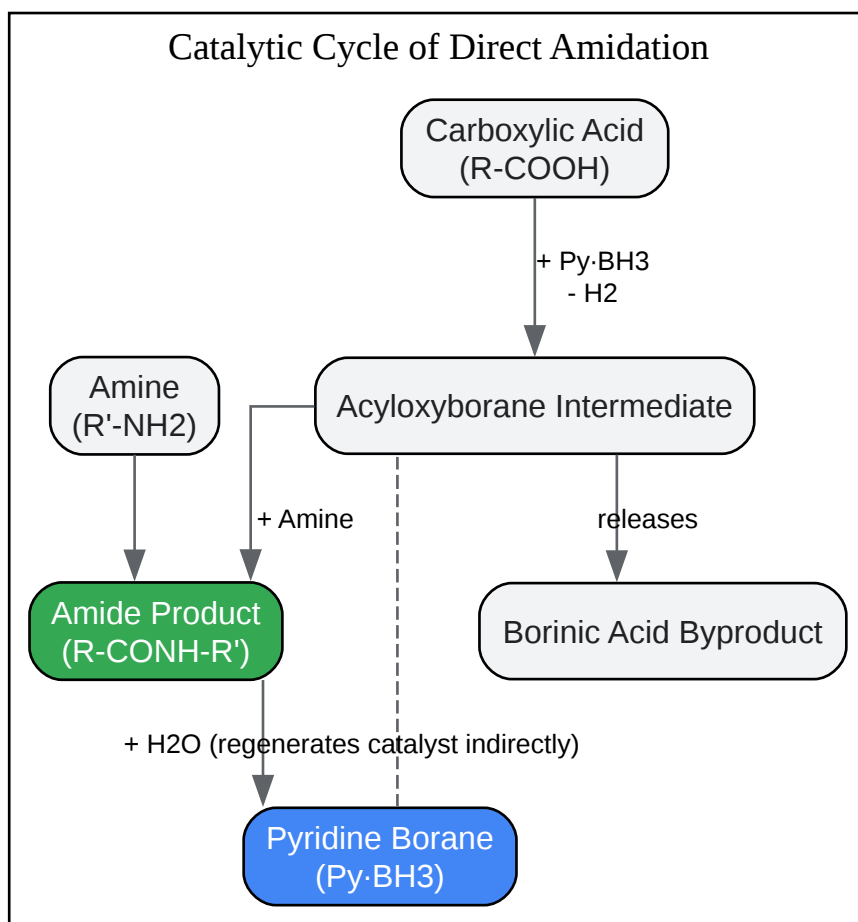 Catalytic Cycle of Direct Amidation
Carboxylic Acid
(R-COOH)
+ Py·BH3
- H2
Amine
(R'-NH2)
Acyloxyborane Intermediate
+ Amine
releases
Amide Product
(R-CONH-R')
Borinic Acid Byproduct
+ H2O (regenerates catalyst indirectly)
Pyridine Borane
(Py·BH3)